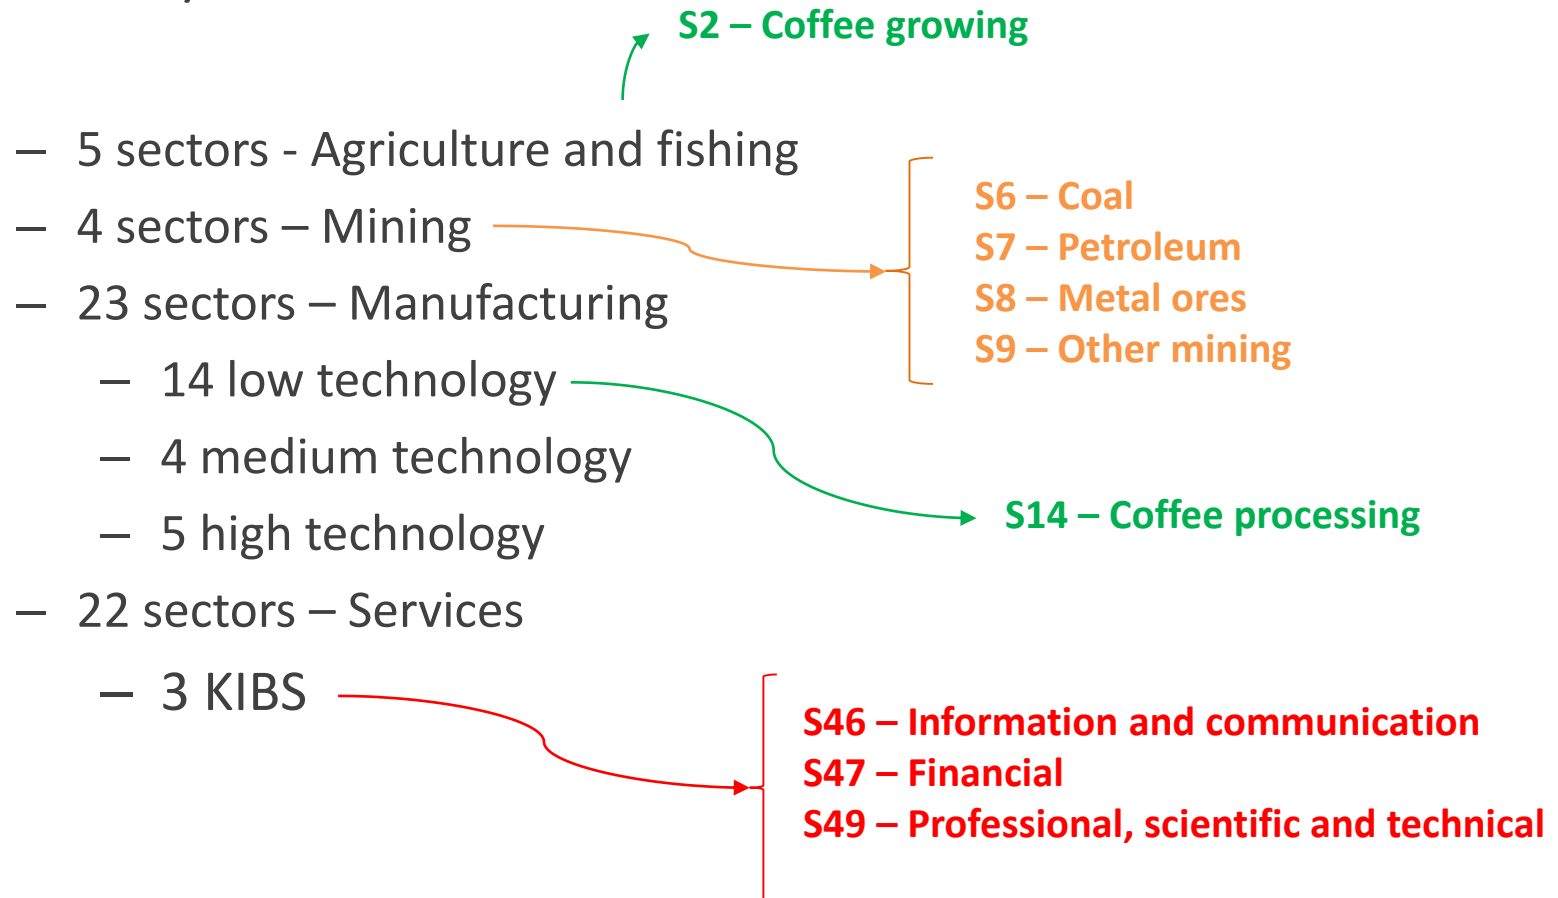 S2 – Coffee growing
– 5 sectors - Agriculture and fishing
– 4 sectors – Mining
S6 – Coal
S7 – Petroleum
S8 – Metal ores
S9 – Other mining
– 23 sectors – Manufacturing
– 14 low technology
– 4 medium technology
– 5 high technology
S14 – Coffee processing
– 22 sectors – Services
– 3 KIBS
S46 – Information and communication
S47 – Financial
S49 – Professional, scientific and technical